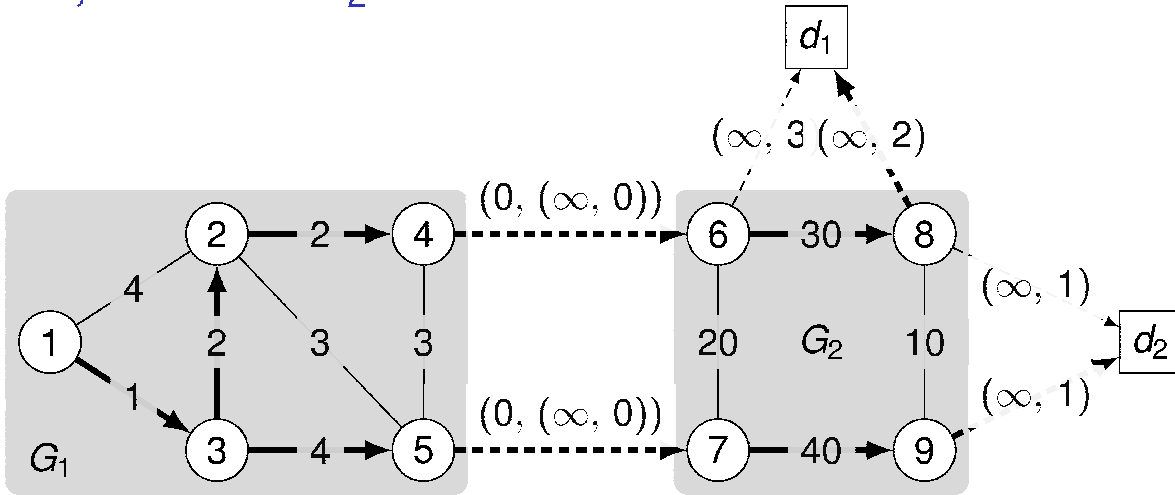 d1
(∞, 3 (∞, 2)
(0, (∞, 0))
2 2 4 6 30 8
4 (∞, 1)
1 2 3 3 20 G2 10 d2
1 (0, (∞, 0)) (∞, 1)
G1 3 4 5 7 40 9